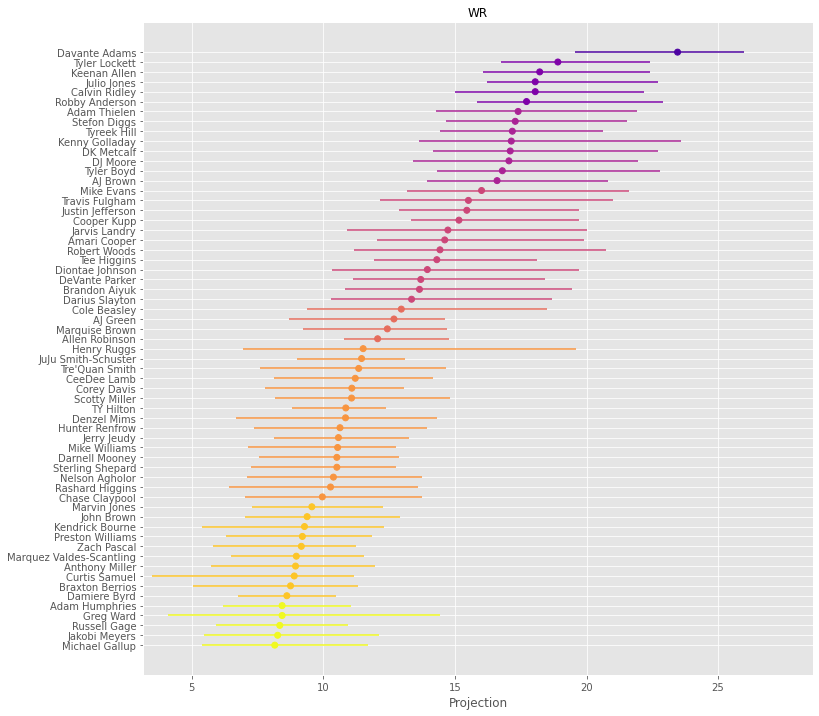 WR
Davante Adams
Tyler Lockett
Keenan Allen
Julio Jones
Calvin Ridley
Robby Anderson
Adam Thielen
Stefon Diggs
Tyreek Hill
Kenny Golladay
DK Metcalf
DJ Moore
Tyler Boyd
AJ Brown
Mike Evans
Travis Fulgham
Justin Jefferson
Cooper Kupp
Jarvis Landry
Amari Cooper
Robert Woods
Tee Higgins
Diontae Johnson
DeVante Parker
Brandon Aiyuk
Darius Slayton
Cole Beasley
AJ Green
Marquise Brown
Allen Robinson
Henry Ruggs
JuJu Smith-Schuster
Tre'Quan Smith
CeeDee Lamb
Corey Davis
Scotty Miller
TY Hilton
Denzel Mims
Hunter Renfrow
Jerry Jeudy
Mike Williams
Darnell Mooney
Sterling Shepard
Nelson Agholor
Rashard Higgins
Chase Claypool
Marvin Jones
John Brown
Kendrick Bourne
Preston Williams
Zach Pascal
Marquez Valdes-Scantling
Anthony Miller
Curtis Samuel
Braxton Berrios
Damiere Byrd
Adam Humphries
Greg Ward
Russell Gage
Jakobi Meyers
Michael Gallup
5 10 15 20 25
Projection